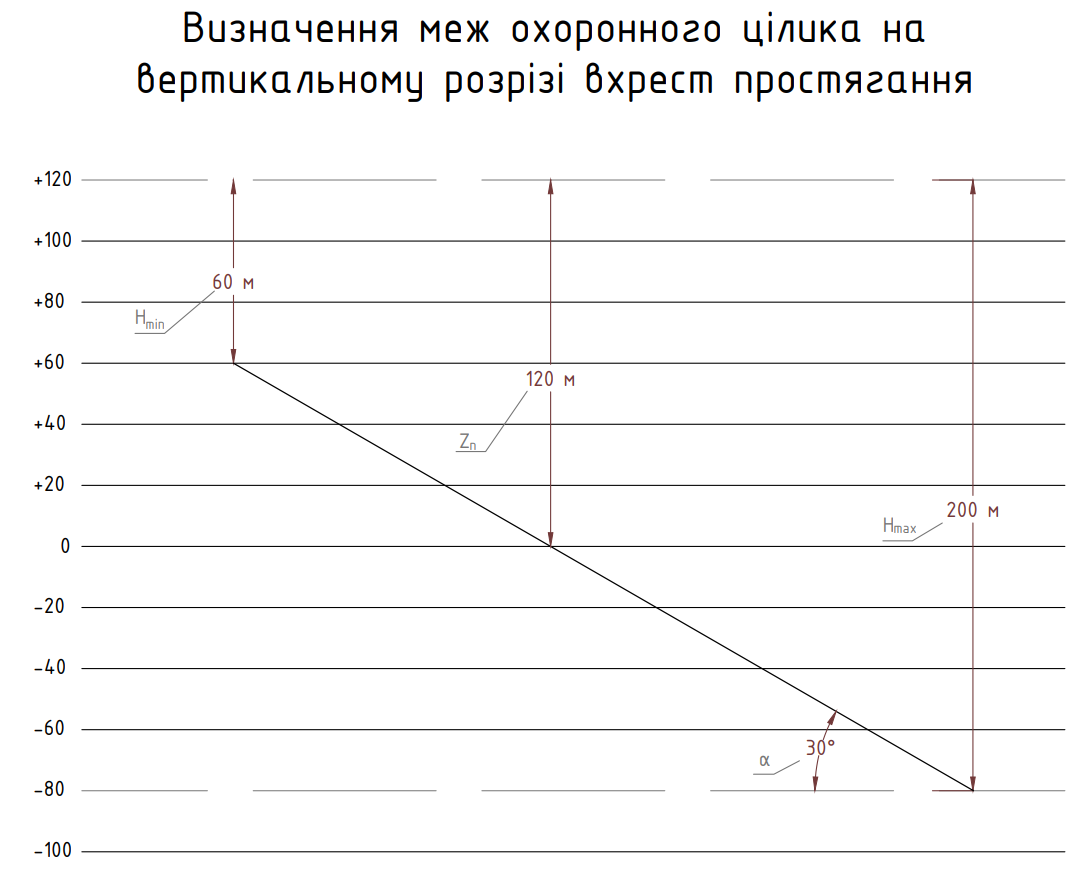 Визначення меж охоронного цілика на
вертикальному розрізі вхрест простягання
+120
+100
+80
60 м
Hmin
+60
120 м
+40
Zп
+20
200 м
Hmax
0
-20
-40
-60
30°
α
-80
-100